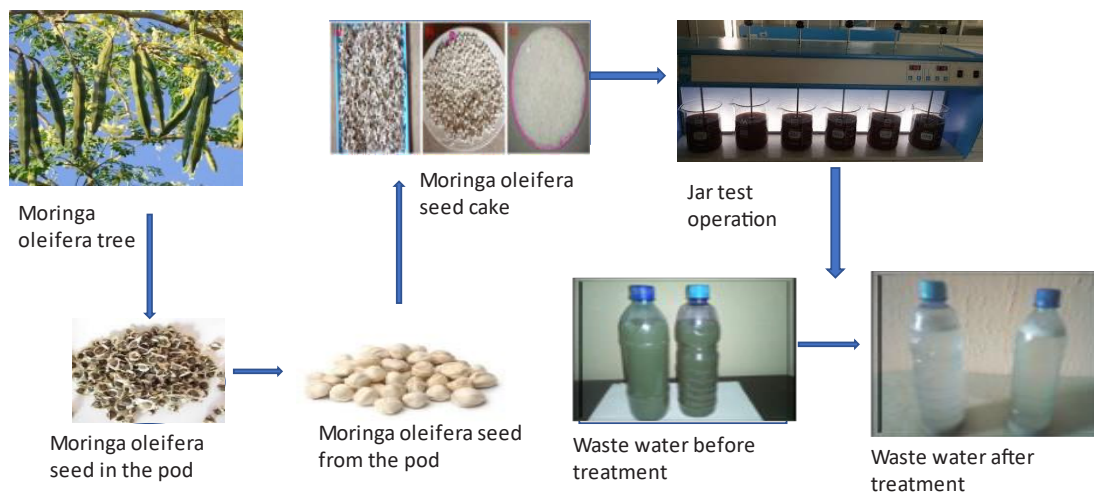 Moringa
oleifera tree
Moringa oleifera
seed in the pod
Moringa oleifera seed
from the pod
Moringa oleifera
seed cake
Jar test
operation
Waste water before
treatment
Waste water after
treatment